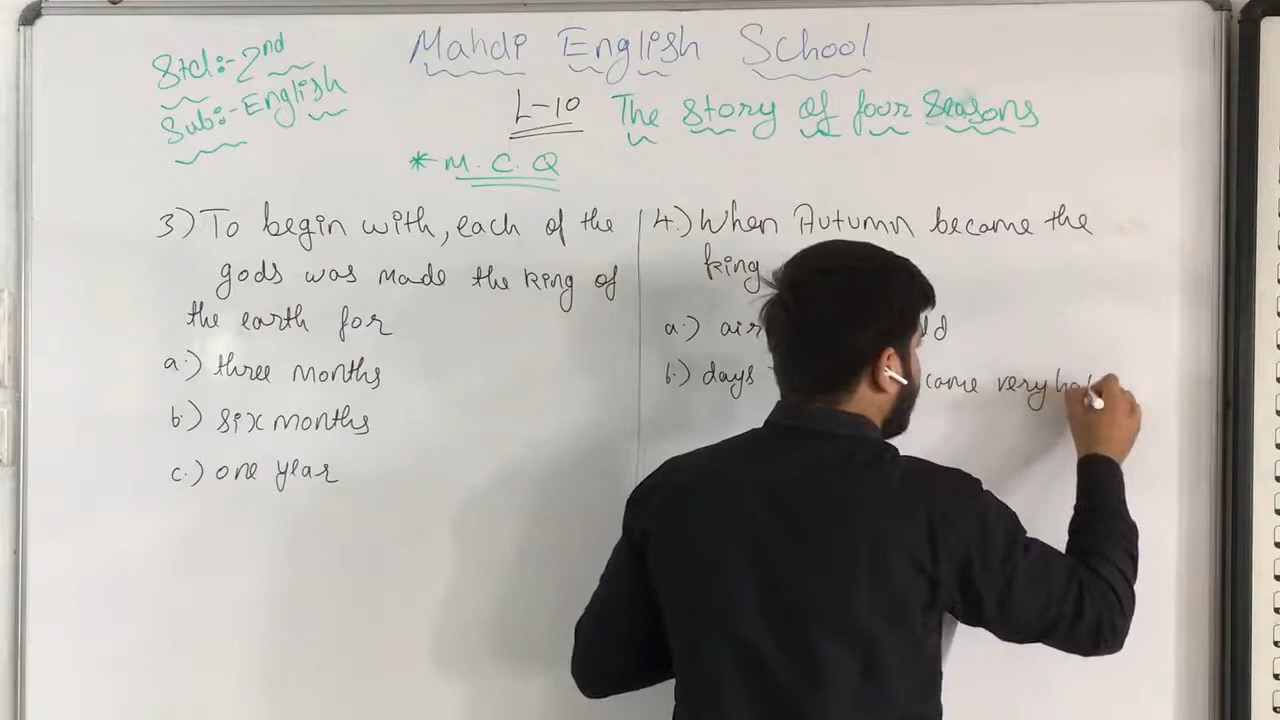 Std:- 2nd
Sub:- English
Mahdi English School
L-10 The story of four Seasons
* M. C. Q
3) To begin with, each of the
gods was made the king of
the earth for
a.) three months
b.) six months
c.) one year
4.) When Autumn became the
king
a.) air
b.) days came very